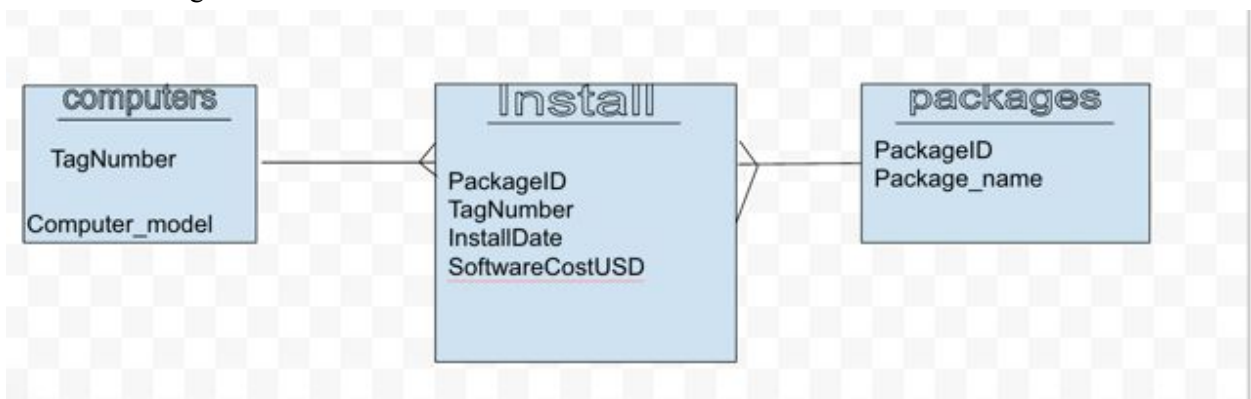 computers
TagNumber
Computer_model
Install
PackageID
TagNumber
InstallDate
SoftwareCostUSD
packages
PackageID
Package_name